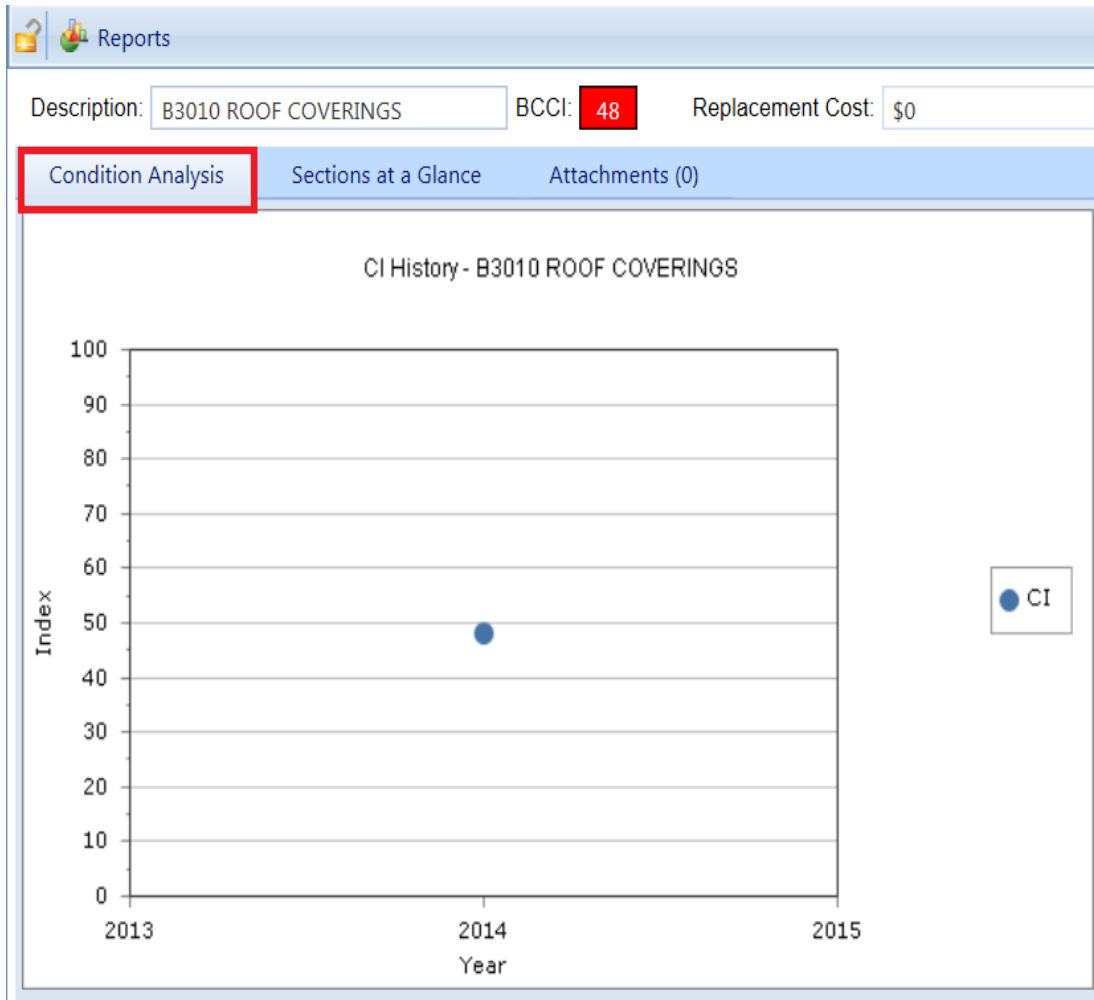 Reports
Description: B3010 ROOF COVERINGS BCCI: 48 Replacement Cost: $0
Condition Analysis Sections at a Glance Attachments (0)
CI History - B3010 ROOF COVERINGS
100
90
80
70
60
50
40
30
20
10
0
Index
CI
2013 2014 2015
Year